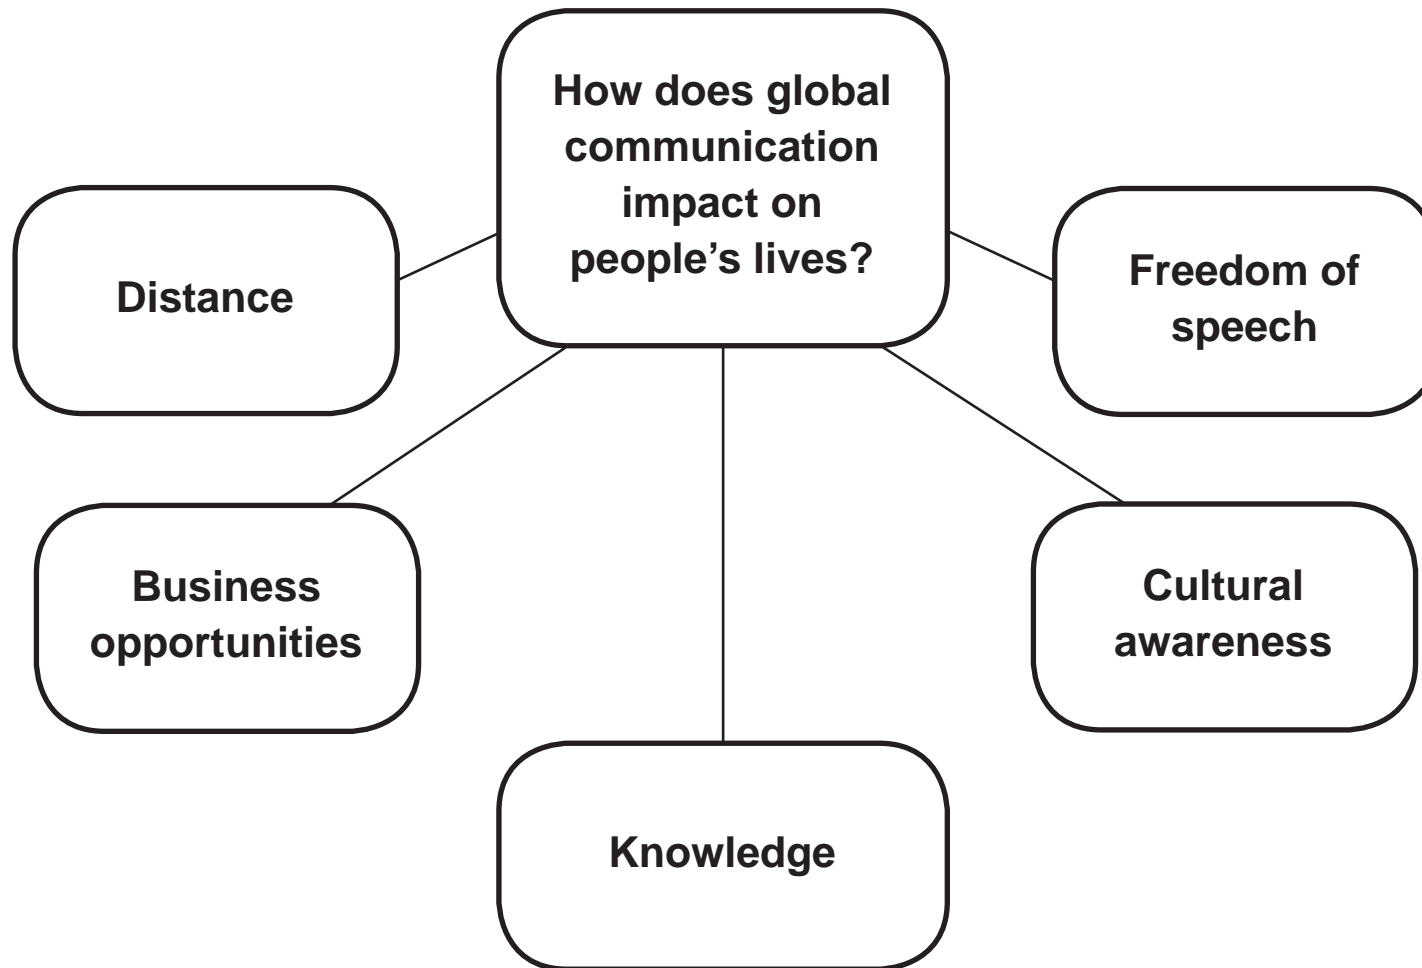 How does global
communication
impact on
people’s lives?
Distance
Freedom of
speech
Business
opportunities
Cultural
awareness
Knowledge